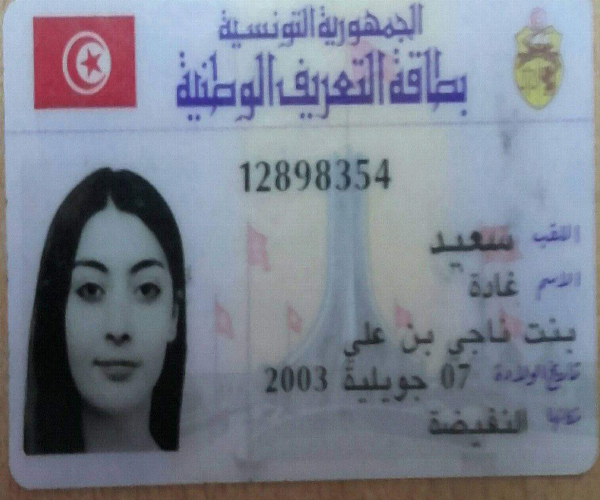 الجمهورية التونسية
بطاقة التعريف الوطنية
12898354
اللقب سعيد
الاسم غادة
بنت ناجي بن علي
تاريخ الولادة 07 جويلية 2003
مكانها النفيضة